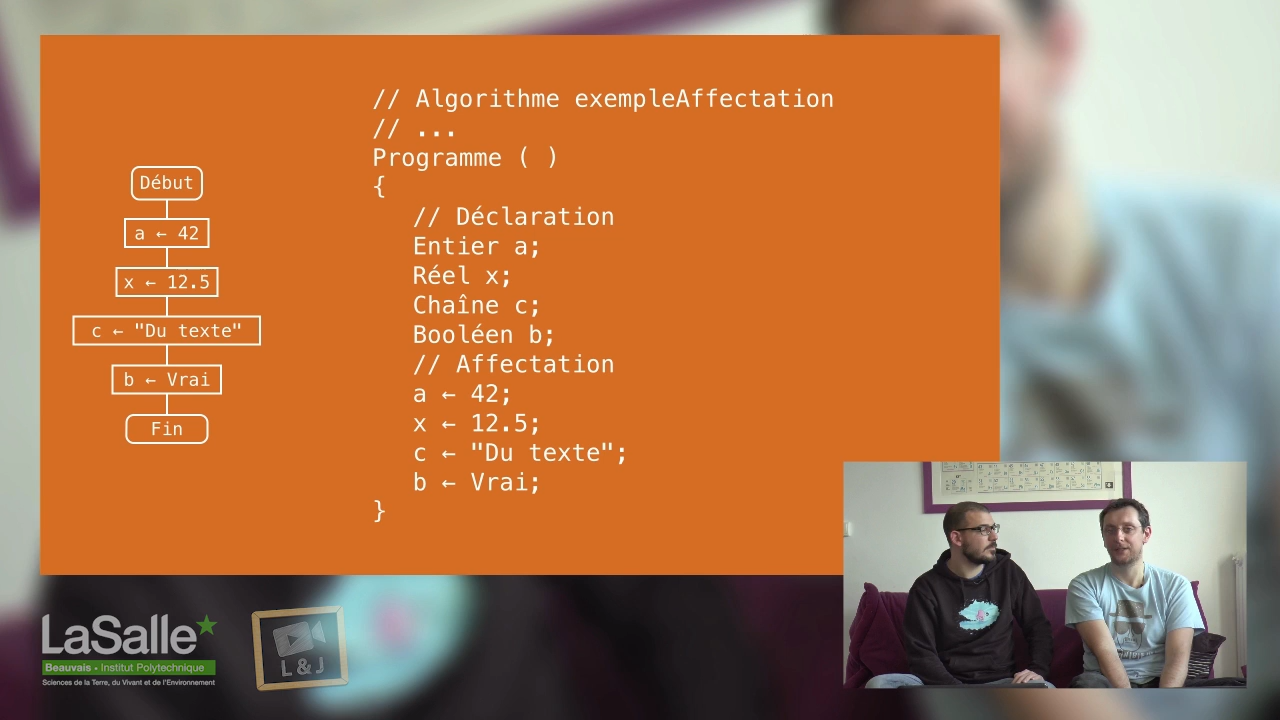 Début
a ← 42
x ← 12.5
c ← "Du texte"
b ← Vrai
Fin
// Algorithme exempleAffectation
// ...
Programme ( )
{
// Déclaration
Entier a;
Réel x;
Chaîne c;
Booléen b;
// Affectation
a ← 42;
x ← 12.5;
c ← "Du texte";
b ← Vrai;
}
LaSalle
Beauvais • Institut Polytechnique
Sciences de la Terre, du Vivant et de l'Environnement
L & J